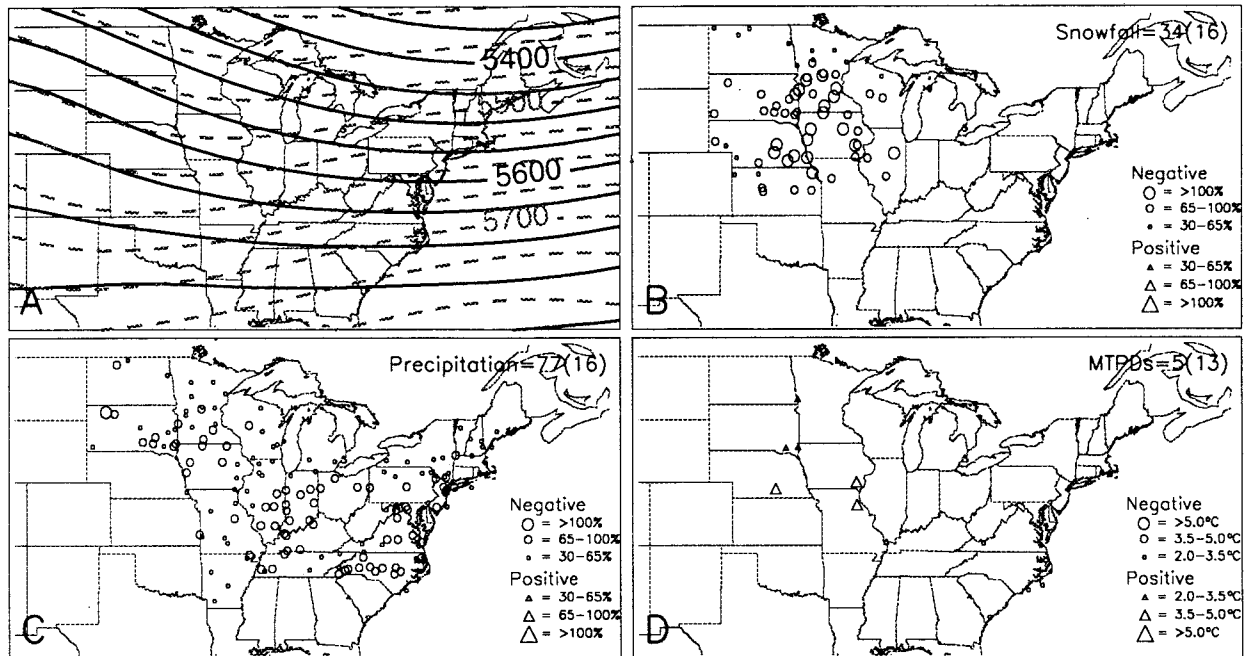 5400
5500
5600
5700
A
Snowfall=34(16)
Negative
= >100%
= 65-100%
= 30-65%
Positive
= 30-65%
= 65-100%
= >100%
B
Precipitation=77(16)
Negative
= >100%
= 65-100%
= 30-65%
Positive
= 30-65%
= 65-100%
= >100%
C
MTPDs=5(13)
Negative
= >5.0°C
= 3.5-5.0°C
= 2.0-3.5°C
Positive
= 2.0-3.5°C
= 3.5-5.0°C
= >5.0°C
D